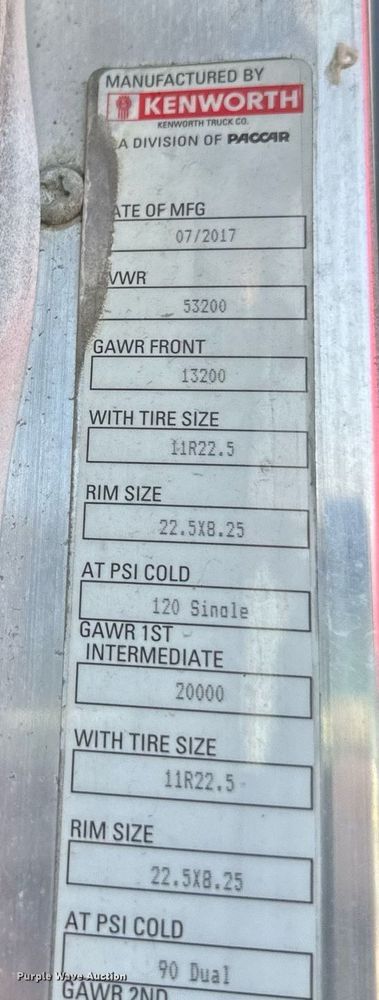 MANUFACTURED BY
KENWORTH
KENWORTH TRUCK CO.
A DIVISION OF PACCAR
ATE OF MFG
07/2017
VWR
53200
GAWR FRONT
13200
WITH TIRE SIZE
11R22.5
RIM SIZE
22.5X8.25
AT PSI COLD
120 Single
GAWR 1ST
INTERMEDIATE
20000
WITH TIRE SIZE
11R22.5
RIM SIZE
22.5X8.25
AT PSI COLD
90 Dual
GAWR 2ND
Purple Wave Auction